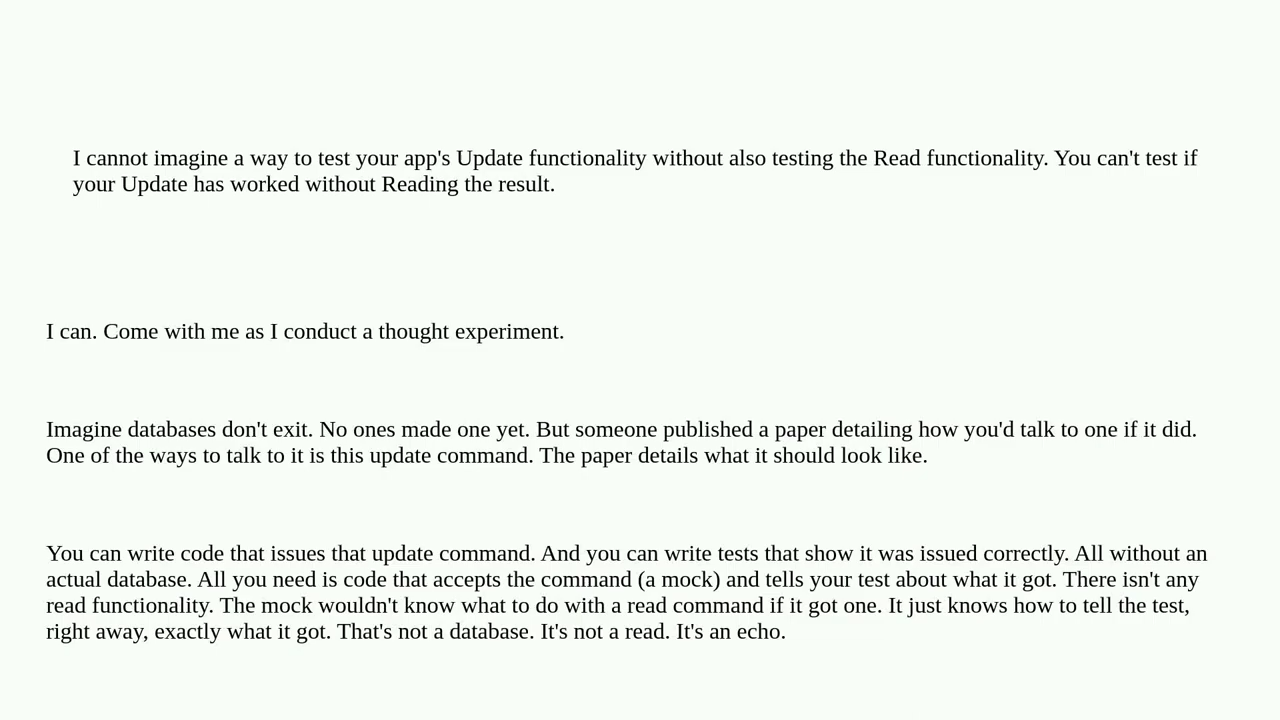 I cannot imagine a way to test your app's Update functionality without also testing the Read functionality. You can't test if
your Update has worked without Reading the result.
I can. Come with me as I conduct a thought experiment.
Imagine databases don't exit. No ones made one yet. But someone published a paper detailing how you'd talk to one if it did.
One of the ways to talk to it is this update command. The paper details what it should look like.
You can write code that issues that update command. And you can write tests that show it was issued correctly. All without an
actual database. All you need is code that accepts the command (a mock) and tells your test about what it got. There isn't any
read functionality. The mock wouldn't know what to do with a read command if it got one. It just knows how to tell the test,
right away, exactly what it got. That's not a database. It's not a read. It's an echo.